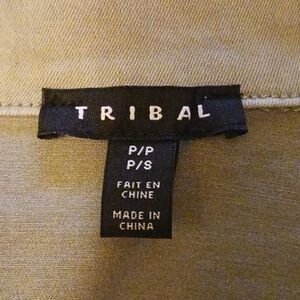 TRIBAL
P/P
P/S
FAIT EN
CHINE
MADE IN
CHINA